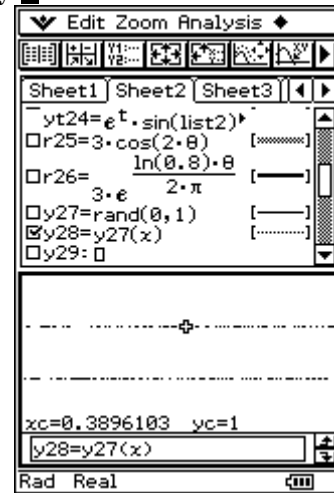 Edit Zoom Analysis ♦
Sheet1 Sheet2 Sheet3
yt24=e^t·sin(list2)
r25=3·cos(2·θ)
r26=3·e^(ln(0.8)·θ/2·π)
y27=rand(0,1)
y28=y27(x)
y29:
xc=0.3896103 yc=1
y28=y27(x)
Rad Real